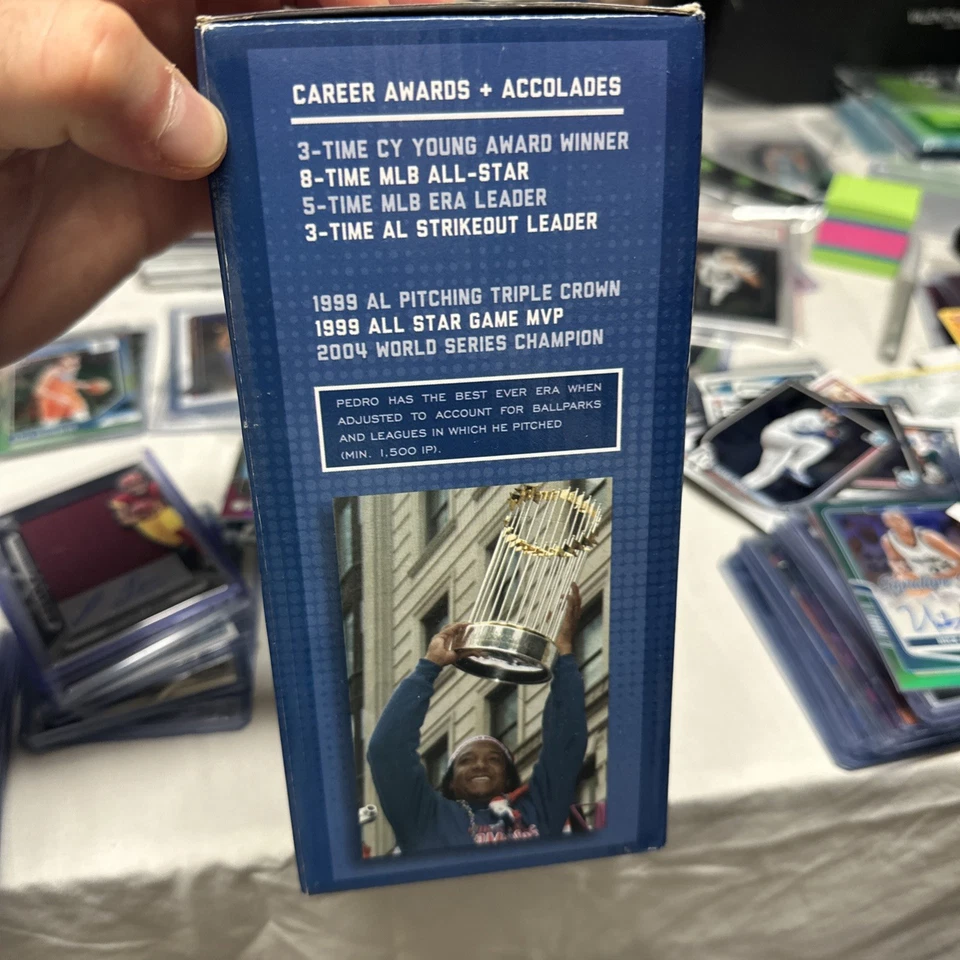 CAREER AWARDS + ACCOLADES
3-TIME CY YOUNG AWARD WINNER
8-TIME MLB ALL-STAR
5-TIME MLB ERA LEADER
3-TIME AL STRIKEOUT LEADER
1999 AL PITCHING TRIPLE CROWN
1999 ALL STAR GAME MVP
2004 WORLD SERIES CHAMPION
PEDRO HAS THE BEST EVER ERA WHEN
ADJUSTED TO ACCOUNT FOR BALLPARKS
AND LEAGUES IN WHICH HE PITCHED
(MIN. 1,500 IP).